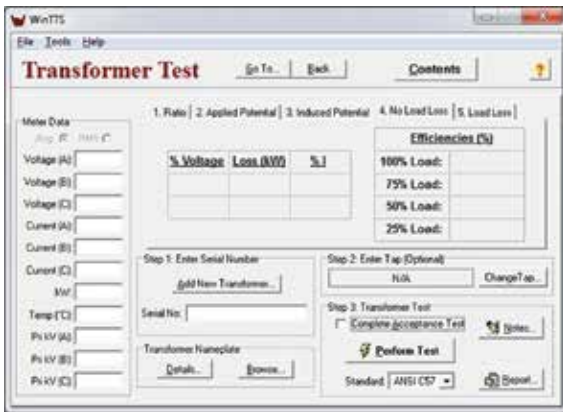 WinTTS
File Tools Help
Transformer Test
Go To...
Back
Contents
?
1. Ratio
2. Applied Potential
3. Induced Potential
4. No Load Loss
5. Load Loss
Meter Data
Avg RMS
Voltage (A):
Voltage (B):
Voltage (C):
Current (A):
Current (B):
Current (C):
kW:
Temp (°C):
Pri kV (A):
Pri kV (B):
Pri kV (C):
% Voltage Loss (kW) % I
Efficiencies (%)
100% Load:
75% Load:
50% Load:
25% Load:
Step 1: Enter Serial Number
Add New Transformer...
Serial No:
Transformer Nameplate
Details...
Browse...
Step 2: Enter Tap (Optional)
N/A
Change Tap...
Step 3: Transformer Test
Complete Acceptance Test
Notes...
Perform Test
Standard: ANSI C57
Report...